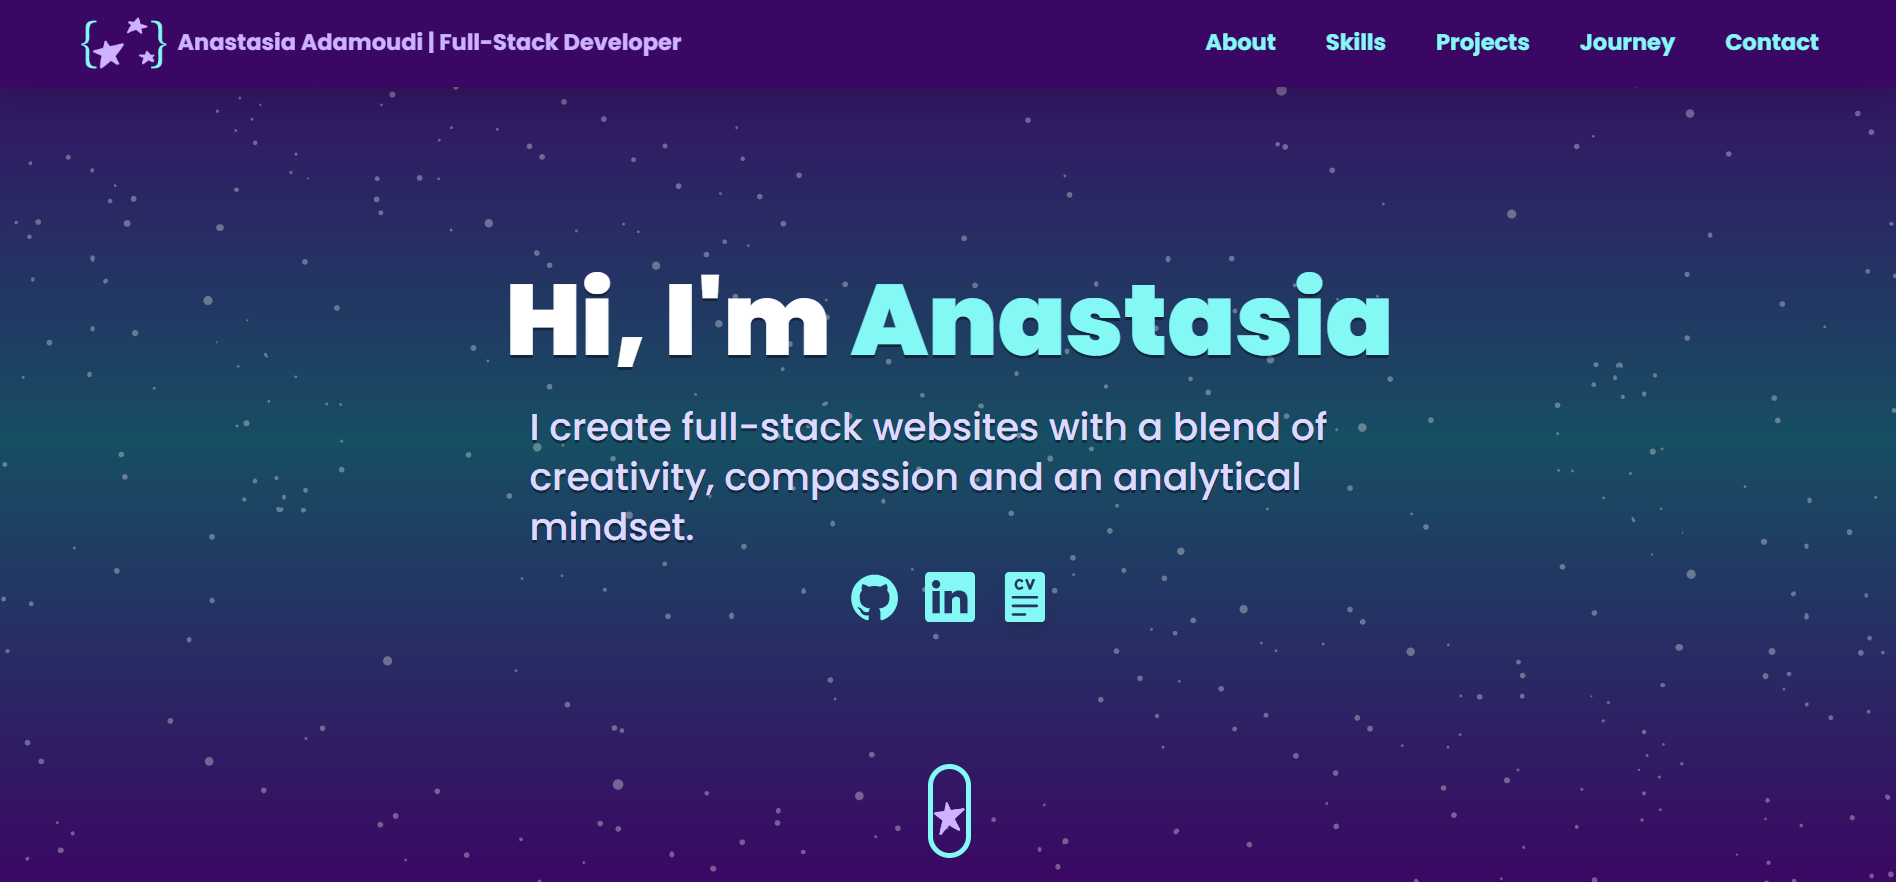 { } Anastasia Adamoudi | Full-Stack Developer
About Skills Projects Journey Contact
Hi, I'm Anastasia
I create full-stack websites with a blend of
creativity, compassion and an analytical
mindset.
in
CV